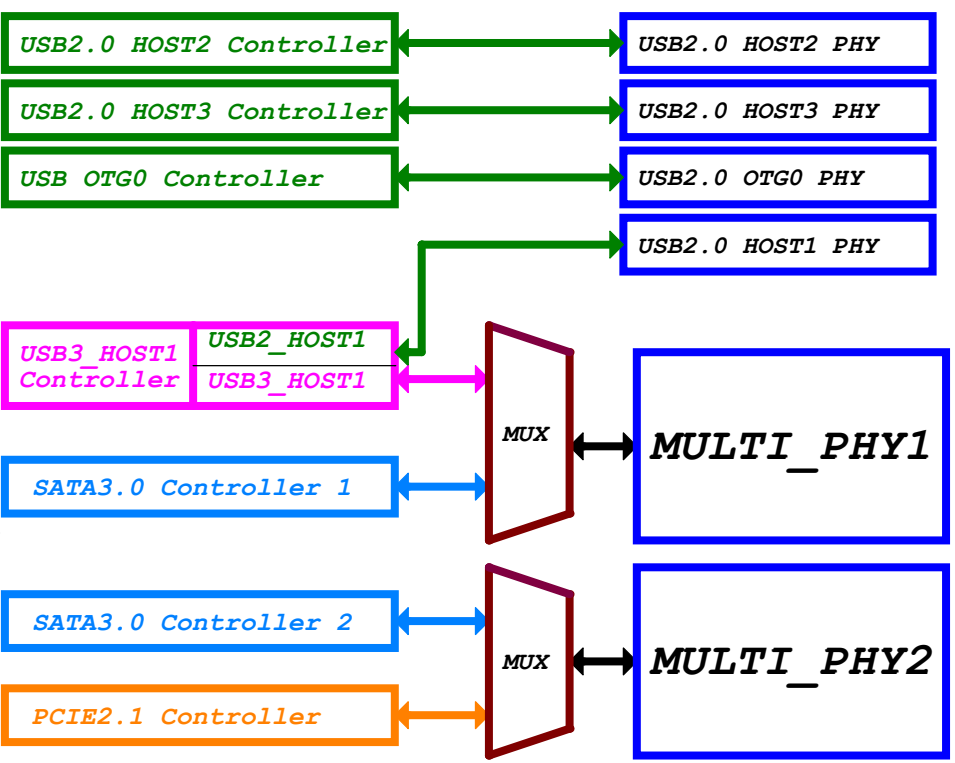 USB2.0 HOST2 Controller
USB2.0 HOST2 PHY
USB2.0 HOST3 Controller
USB2.0 HOST3 PHY
USB OTG0 Controller
USB2.0 OTG0 PHY
USB2.0 HOST1 PHY
USB3_HOST1
Controller
USB2_HOST1
USB3_HOST1
MUX
MULTI_PHY1
SATA3.0 Controller 1
SATA3.0 Controller 2
MUX
MULTI_PHY2
PCIE2.1 Controller